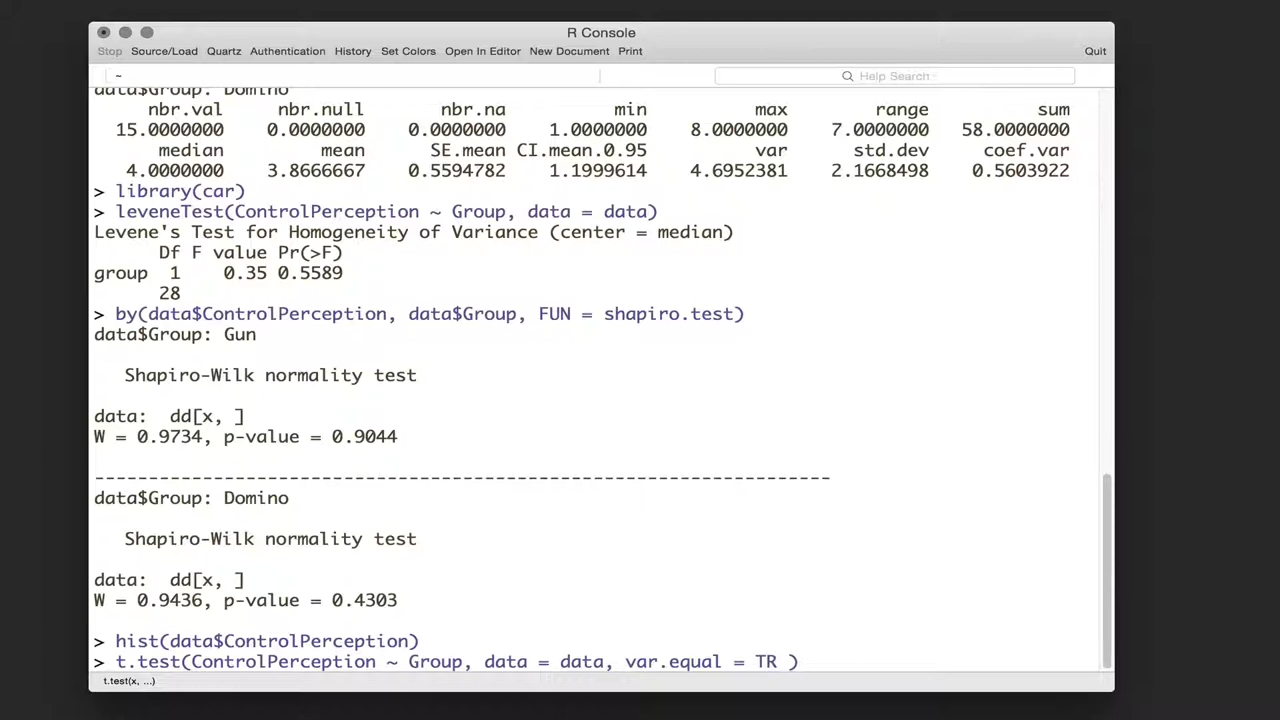 R Console
Stop Source/Load Quartz Authentication History Set Colors Open In Editor New Document Print Quit
~ Help Search
data$Group: Domino
nbr.val nbr.null nbr.na min max range sum
15.0000000 0.0000000 0.0000000 1.0000000 8.0000000 7.0000000 58.0000000
median mean SE.mean CI.mean.0.95 var std.dev coef.var
4.0000000 3.8666667 0.5594782 1.1999614 4.6952381 2.1668498 0.5603922
> library(car)
> leveneTest(ControlPerception ~ Group, data = data)
Levene's Test for Homogeneity of Variance (center = median)
Df F value Pr(>F)
group 1 0.35 0.5589
28
> by(data$ControlPerception, data$Group, FUN = shapiro.test)
data$Group: Gun
Shapiro-Wilk normality test
data: dd[x, ]
W = 0.9734, p-value = 0.9044
--------------------------------------------------------------------
data$Group: Domino
Shapiro-Wilk normality test
data: dd[x, ]
W = 0.9436, p-value = 0.4303
> hist(data$ControlPerception)
> t.test(ControlPerception ~ Group, data = data, var.equal = TR )
t.test(x, ...)